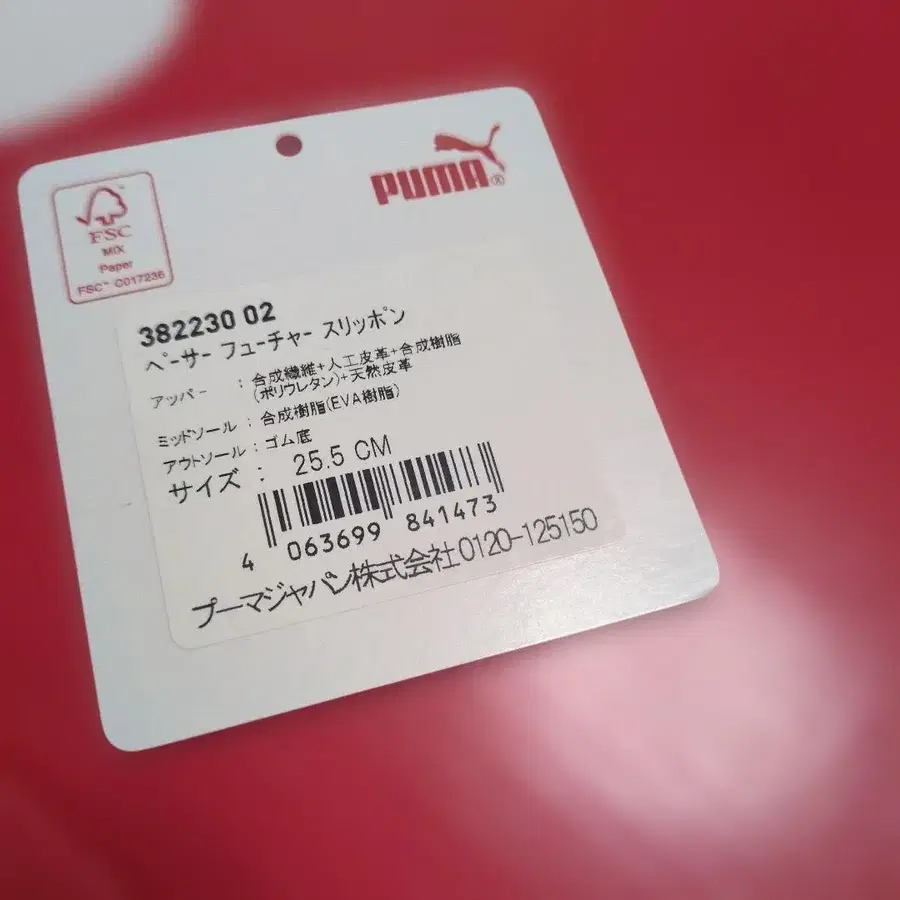 PUMA®
FSC™
MIX
Paper
FSC™ C017236
382230 02
ペーサー フューチャー スリッポン
アッパー : 合成繊維+人工皮革+合成樹脂
(ポリウレタン)+天然皮革
ミッドソール : 合成樹脂(EVA樹脂)
アウトソール : ゴム底
サイズ : 25.5 CM
4 063699 841473
プーマジャパン株式会社 0120-125150